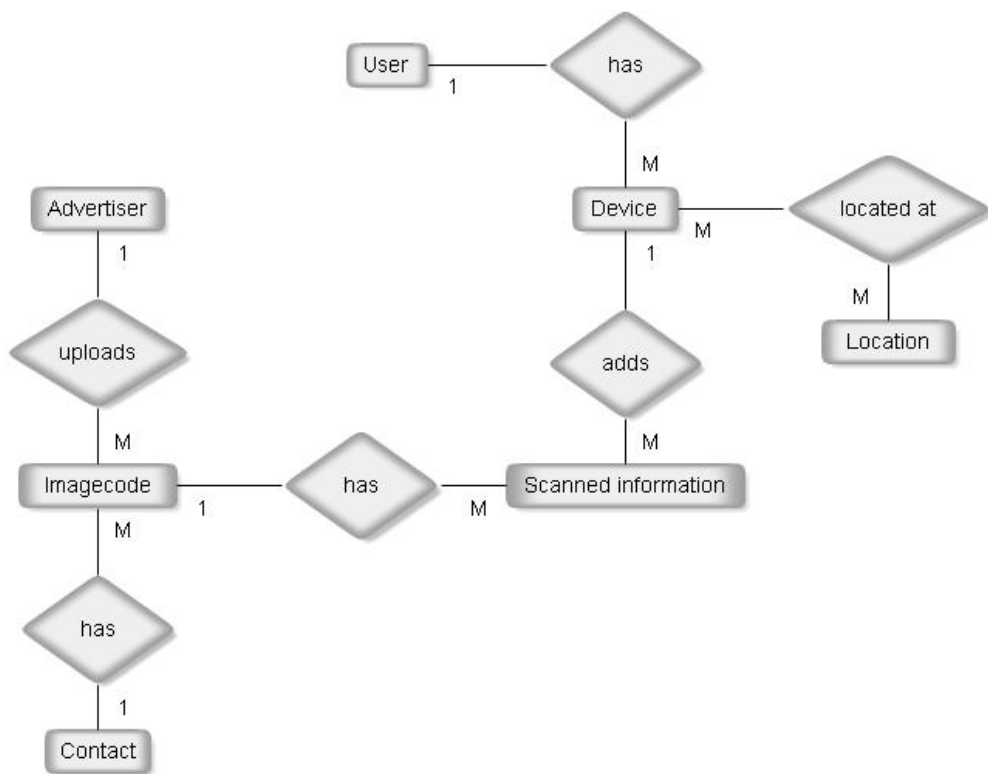 User
1
has
M
Advertiser
1
Device
M
located at
1
M
Location
uploads
adds
M
M
Imagecode
1
has
M
Scanned information
M
has
1
Contact